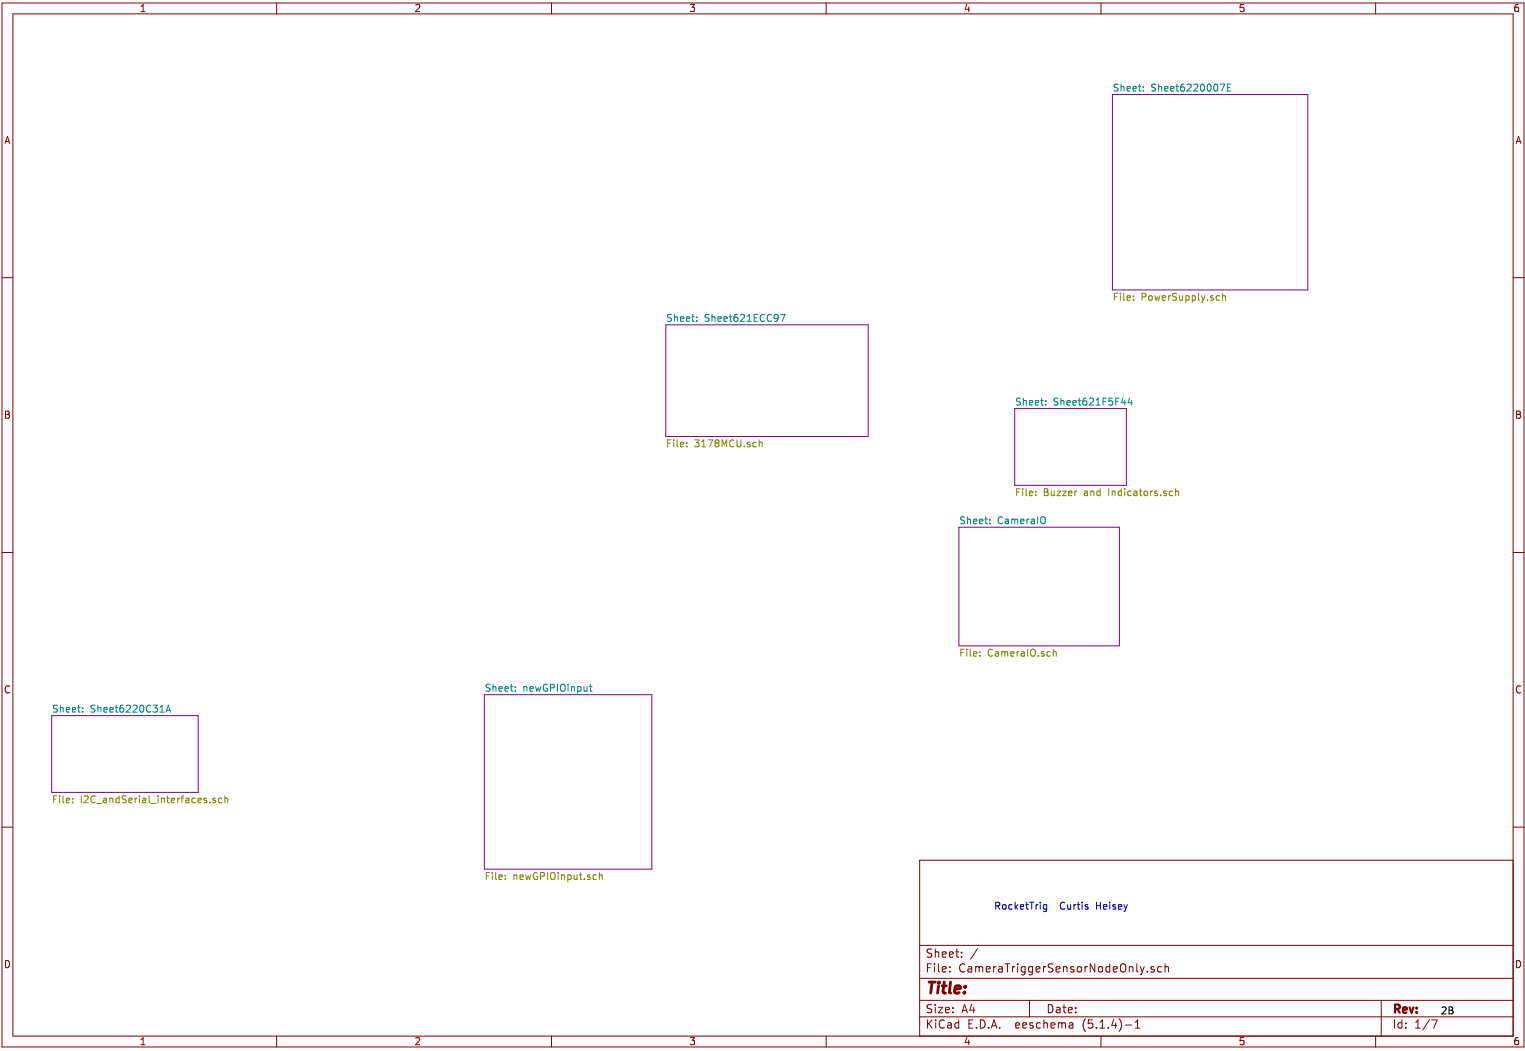 1 2 3 4 5 6
A A
B B
C C
D D
Sheet: Sheet6220007E
File: PowerSupply.sch
Sheet: Sheet621ECC97
File: 3178MCU.sch
Sheet: Sheet621F5F44
File: Buzzer and Indicators.sch
Sheet: CameraIO
File: CameraIO.sch
Sheet: newGPIOinput
File: newGPIOinput.sch
Sheet: Sheet6220C31A
File: I2C_andSerial_interfaces.sch
RocketTrig  Curtis Heisey
Sheet: /
File: CameraTriggerSensorNodeOnly.sch
Title:
Size: A4 Date: Rev: 2B
KiCad E.D.A.  eeschema (5.1.4)-1 Id: 1/7
1 2 3 4 5 6